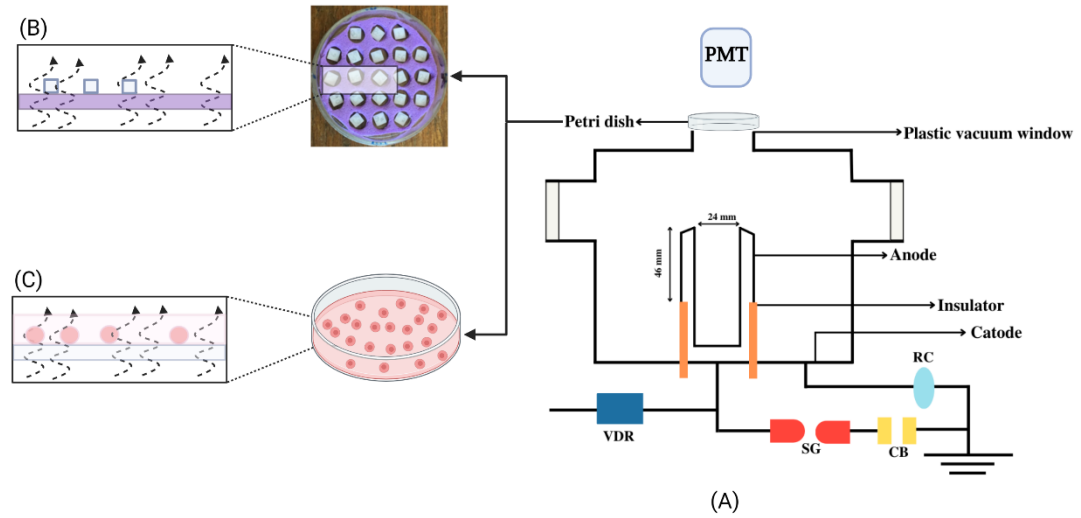 (B)
PMT
Petri dish
Plastic vacuum window
24 mm
46 mm
Anode
(C)
Insulator
Catode
RC
VDR
SG
CB
(A)